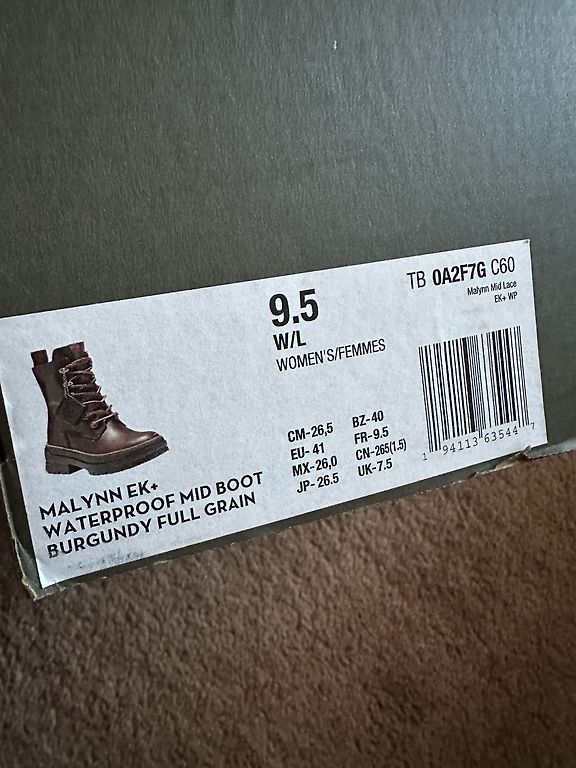 9.5
W/L
WOMEN'S/FEMMES
TB 0A2F7G C60
Malynn Mid Lace
EK+ WP
CM-26,5 BZ-40
EU- 41 FR-9.5
MX-26,0 CN-265(1.5)
JP- 26.5 UK-7.5
1 94113 63544 7
MALYNN EK+
WATERPROOF MID BOOT
BURGUNDY FULL GRAIN